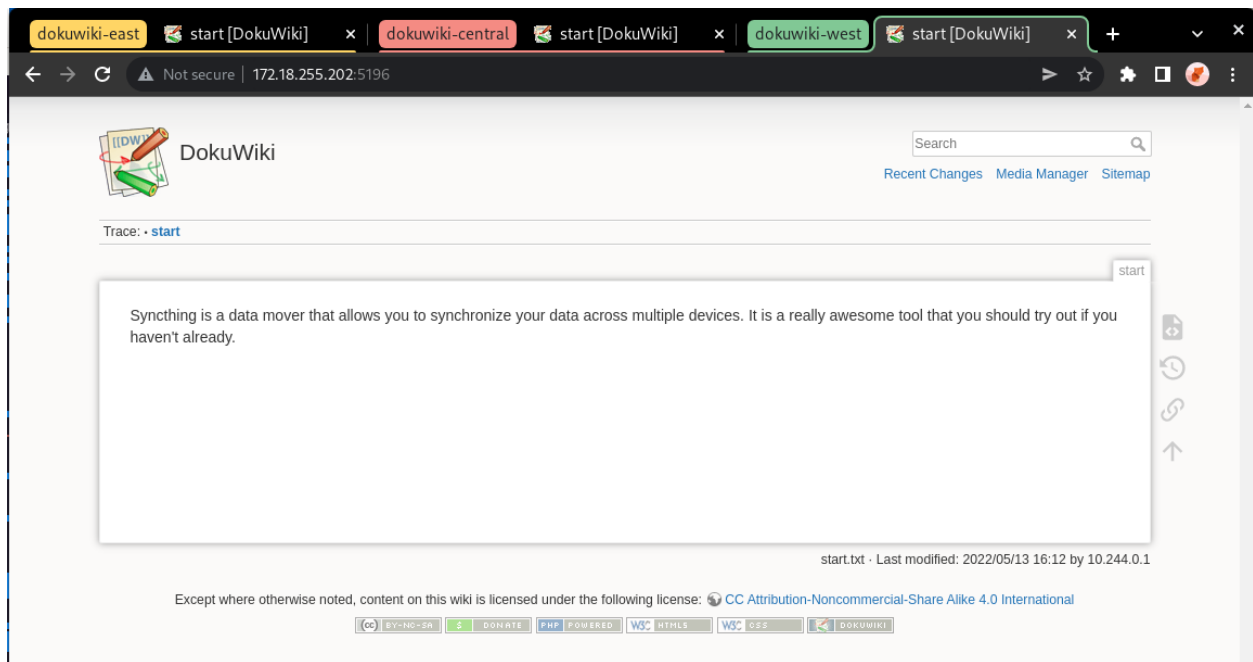 dokuwiki-east start [DokuWiki] dokuwiki-central start [DokuWiki] dokuwiki-west start [DokuWiki]
Not secure | 172.18.255.202:5196
[[DW]]
DokuWiki
Search
Recent Changes Media Manager Sitemap
Trace: • start
start
Syncthing is a data mover that allows you to synchronize your data across multiple devices. It is a really awesome tool that you should try out if you
haven't already.
start.txt · Last modified: 2022/05/13 16:12 by 10.244.0.1
Except where otherwise noted, content on this wiki is licensed under the following license: CC Attribution-Noncommercial-Share Alike 4.0 International
(cc) BY-NC-SA $ DONATE PHP POWERED W3C HTML5 W3C CSS DOKUWIKI